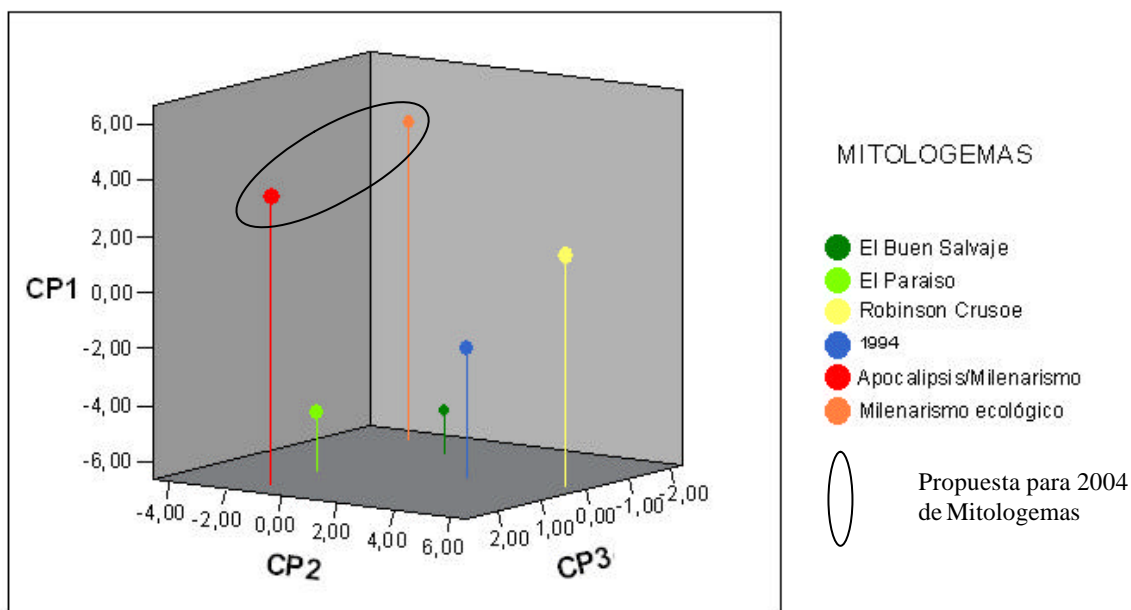 6,00
4,00
2,00
0,00
-2,00
-4,00
-6,00
CP1
-4,00 -2,00 0,00 2,00 4,00 6,00
CP2
2,00 1,00 0,00 -1,00 -2,00
CP3
MITOLOGEMAS
El Buen Salvaje
El Paraiso
Robinson Crusoe
1994
Apocalipsis/Milenarismo
Milenarismo ecológico
Propuesta para 2004
de Mitologemas